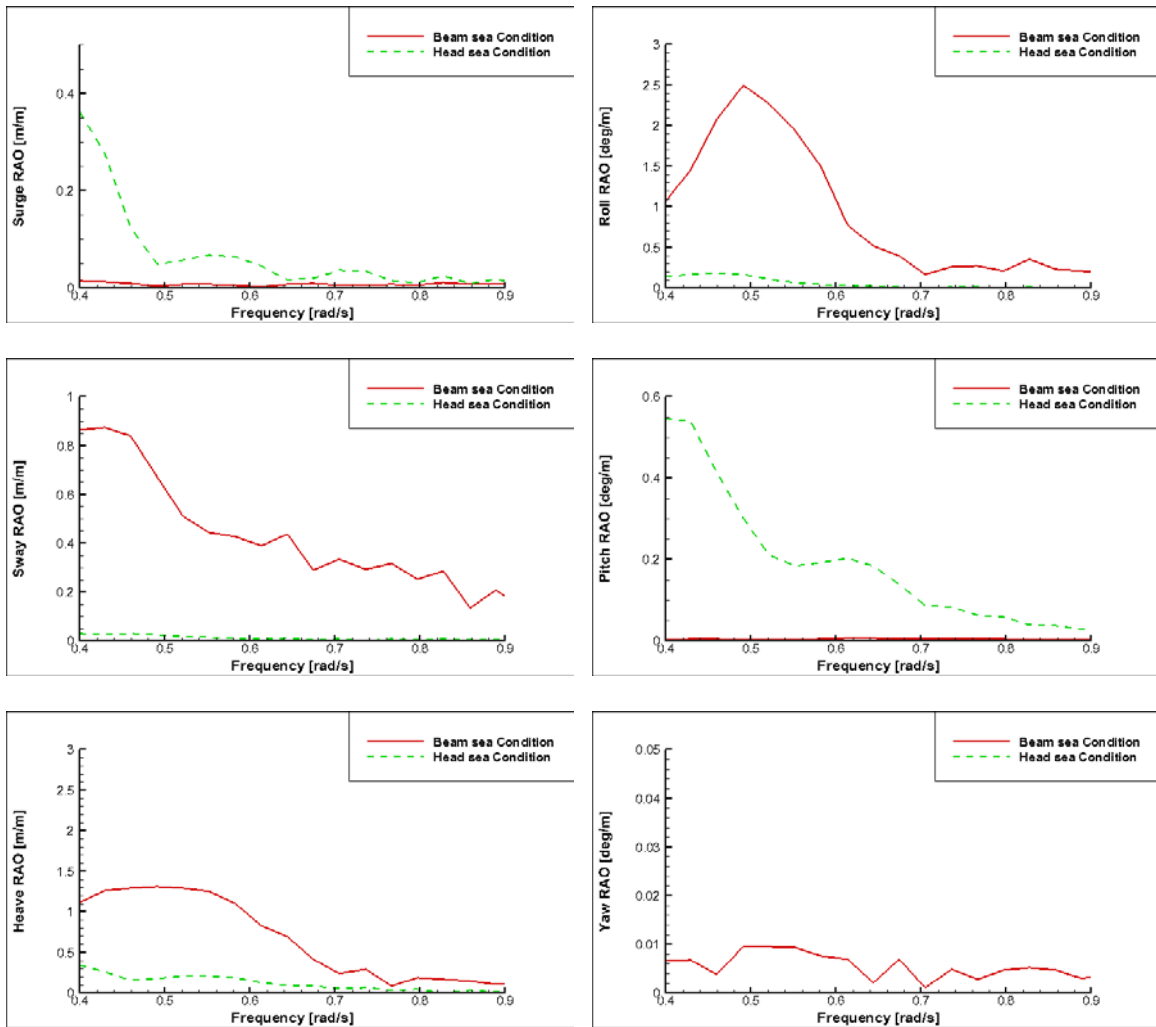 Beam sea Condition
Head sea Condition
Surge RAO [m/m]
0.4
0.2
0
0.4 0.5 0.6 0.7 0.8 0.9
Frequency [rad/s]
Beam sea Condition
Head sea Condition
Roll RAO [deg/m]
3
2.5
2
1.5
1
0.5
0
0.4 0.5 0.6 0.7 0.8 0.9
Frequency [rad/s]
Beam sea Condition
Head sea Condition
Sway RAO [m/m]
1
0.8
0.6
0.4
0.2
0
0.4 0.5 0.6 0.7 0.8 0.9
Frequency [rad/s]
Beam sea Condition
Head sea Condition
Pitch RAO [deg/m]
0.6
0.4
0.2
0
0.4 0.5 0.6 0.7 0.8 0.9
Frequency [rad/s]
Beam sea Condition
Head sea Condition
Heave RAO [m/m]
3
2.5
2
1.5
1
0.5
0
0.4 0.5 0.6 0.7 0.8 0.9
Frequency [rad/s]
Beam sea Condition
Head sea Condition
Yaw RAO [deg/m]
0.05
0.04
0.03
0.02
0.01
0
0.4 0.5 0.6 0.7 0.8 0.9
Frequency [rad/s]